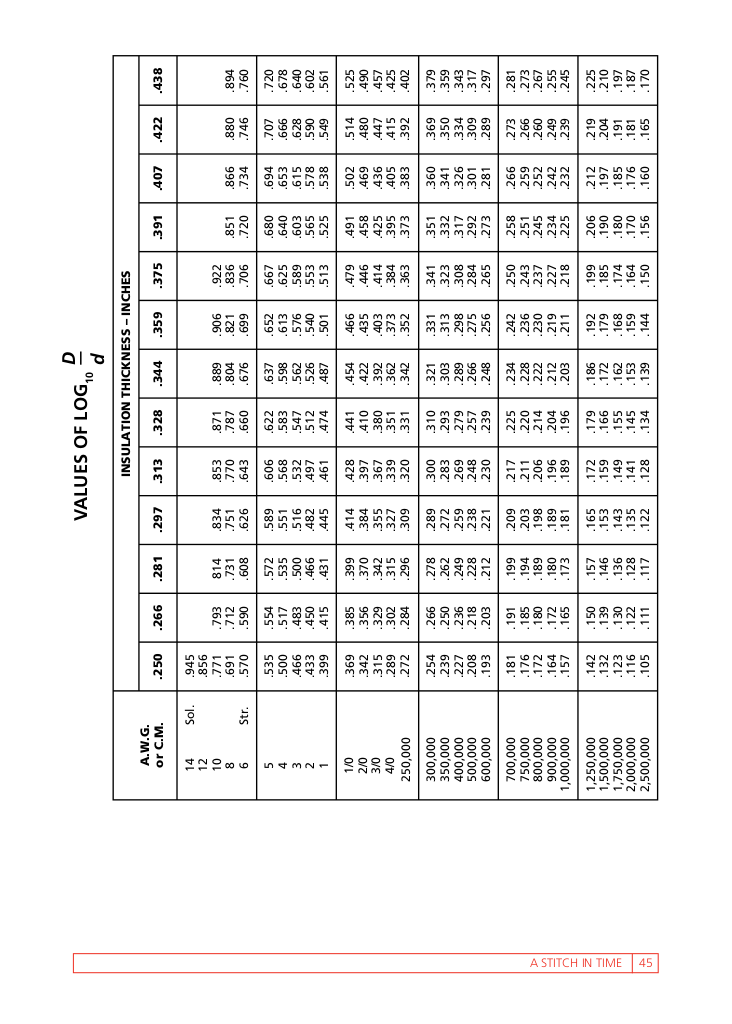 VALUES OF LOG10 D
d
INSULATION THICKNESS – INCHES
A.W.G.
or C.M. .250 .266 .281 .297 .313 .328 .344 .359 .375 .391 .407 .422 .438
14 Sol. .945
12 .856
10 .771 .793 814 .834 .853 .871 .889 .906 .922
8 .691 .712 .731 .751 .770 .787 .804 .821 .836 .851 .866 .880 .894
6 Str. .570 .590 .608 .626 .643 .660 .676 .699 .706 .720 .734 .746 .760
5 .535 .554 .572 .589 .606 .622 .637 .652 .667 .680 .694 .707 .720
4 .500 .517 .535 .551 .568 .583 .598 .613 .625 .640 .653 .666 .678
3 .466 .483 .500 .516 .532 .547 .562 .576 .589 .603 .615 .628 .640
2 .433 .450 .466 .482 .497 .512 .526 .540 .553 .565 .578 .590 .602
1 .399 .415 .431 .445 .461 .474 .487 .501 .513 .525 .538 .549 .561
1/0 .369 .385 .399 .414 .428 .441 .454 .466 .479 .491 .502 .514 .525
2/0 .342 .356 .370 .384 .397 .410 .422 .435 .446 .458 .469 .480 .490
3/0 .315 .329 .342 .355 .367 .380 .392 .403 .414 .425 .436 .447 .457
4/0 .289 .302 .315 .327 .339 .351 .362 .373 .384 .395 .405 .415 .425
250,000 .272 .284 .296 .309 .320 .331 .342 .352 .363 .373 .383 .392 .402
300,000 .254 .266 .278 .289 .300 .310 .321 .331 .341 .351 .360 .369 .379
350,000 .239 .250 .262 .272 .283 .293 .303 .313 .323 .332 .341 .350 .359
400,000 .227 .236 .249 .259 .269 .279 .289 .298 .308 .317 .326 .334 .343
500,000 .208 .218 .228 .238 .248 .257 .266 .275 .284 .292 .301 .309 .317
600,000 .193 .203 .212 .221 .230 .239 .248 .256 .265 .273 .281 .289 .297
700,000 .181 .191 .199 .209 .217 .225 .234 .242 .250 .258 .266 .273 .281
750,000 .176 .185 .194 .203 .211 .220 .228 .236 .243 .251 .259 .266 .273
800,000 .172 .180 .189 .198 .206 .214 .222 .230 .237 .245 .252 .260 .267
900,000 .164 .172 .180 .189 .196 .204 .212 .219 .227 .234 .242 .249 .255
1,000,000 .157 .165 .173 .181 .189 .196 .203 .211 .218 .225 .232 .239 .245
1,250,000 .142 .150 .157 .165 .172 .179 .186 .192 .199 .206 .212 .219 .225
1,500,000 .132 .139 .146 .153 .159 .166 .172 .179 .185 .190 .197 .204 .210
1,750,000 .123 .130 .136 .143 .149 .155 .162 .168 .174 .180 .185 .191 .197
2,000,000 .116 .122 .128 .135 .141 .145 .153 .159 .164 .170 .176 .181 .187
2,500,000 .105 .111 .117 .122 .128 .134 .139 .144 .150 .156 .160 .165 .170
A STITCH IN TIME 45